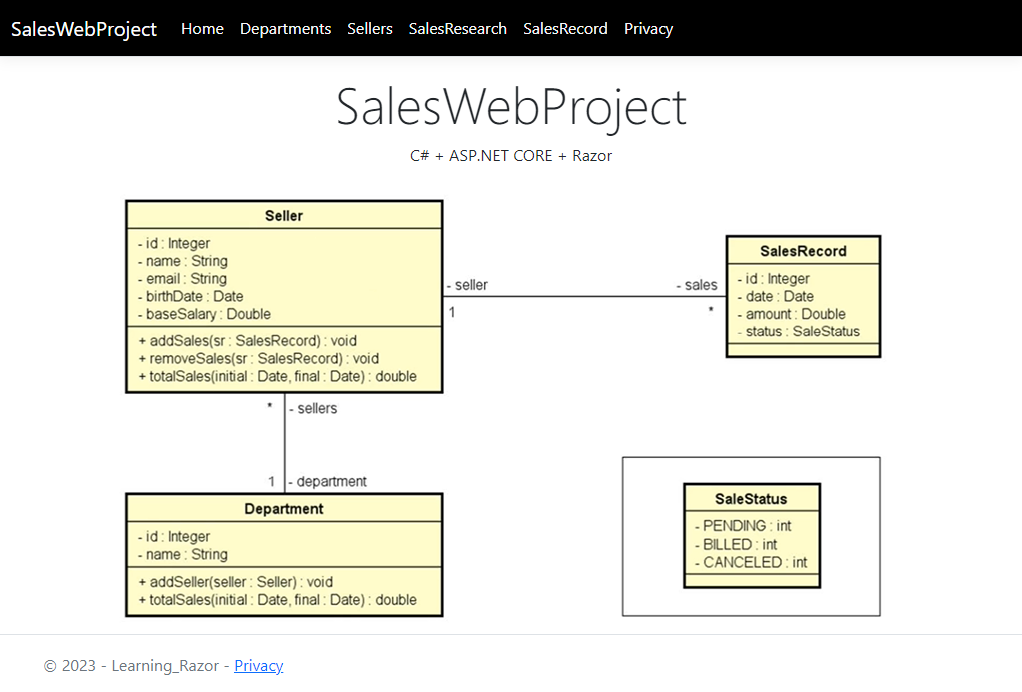 SalesWebProject Home Departments Sellers SalesResearch SalesRecord Privacy
SalesWebProject
C# + ASP.NET CORE + Razor
Seller
- id : Integer
- name : String
- email : String
- birthDate : Date
- baseSalary : Double
+ addSales(sr : SalesRecord) : void
+ removeSales(sr : SalesRecord) : void
+ totalSales(initial : Date, final : Date) : double
- seller
1
- sales
*
SalesRecord
- id : Integer
- date : Date
- amount : Double
- status : SaleStatus
* - sellers
1 - department
Department
- id : Integer
- name : String
+ addSeller(seller : Seller) : void
+ totalSales(initial : Date, final : Date) : double
SaleStatus
- PENDING : int
- BILLED : int
- CANCELED : int
© 2023 - Learning_Razor - Privacy